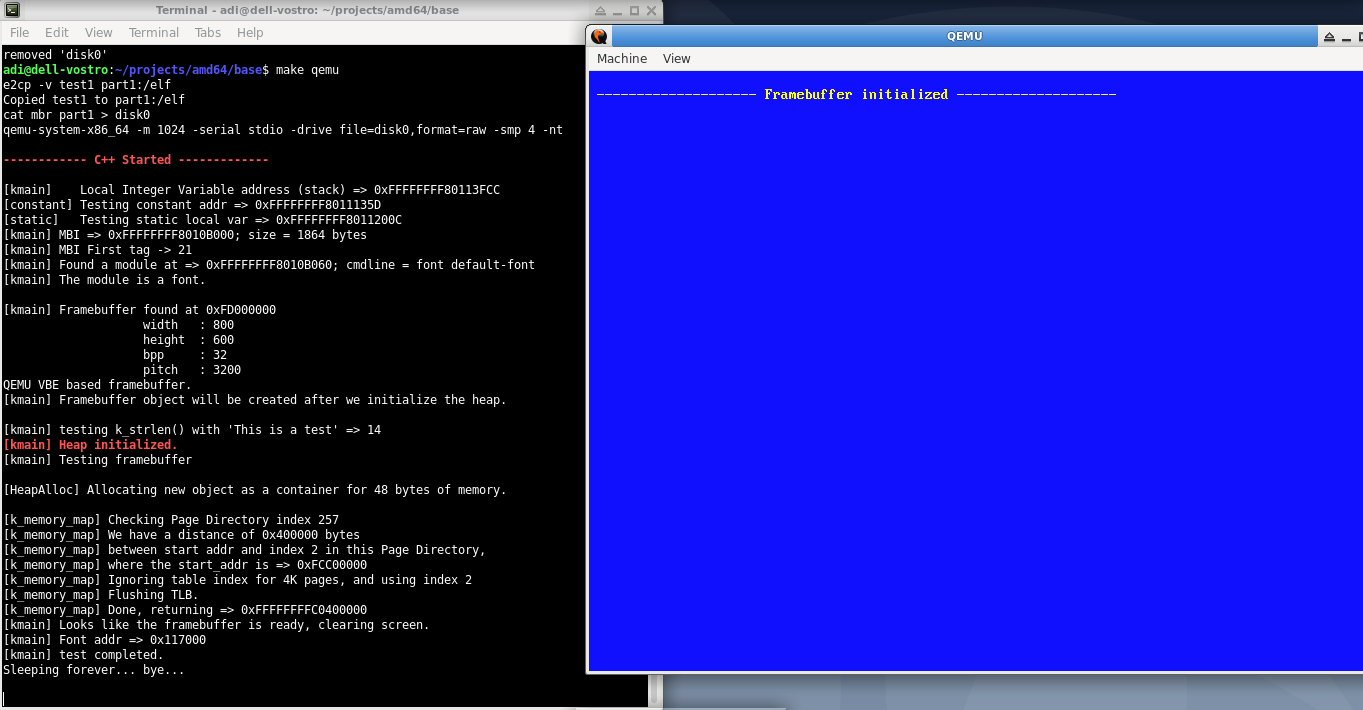 Terminal - adi@dell-vostro: ~/projects/amd64/base
File Edit View Terminal Tabs Help
removed 'disk0'
adi@dell-vostro:~/projects/amd64/base$ make qemu
e2cp -v test1 part1:/elf
Copied test1 to part1:/elf
cat mbr part1 > disk0
qemu-system-x86_64 -m 1024 -serial stdio -drive file=disk0,format=raw -smp 4 -nt

------------ C++ Started -------------

[kmain]    Local Integer Variable address (stack) => 0xFFFFFFFF80113FCC
[constant] Testing constant addr => 0xFFFFFFFF8011135D
[static]   Testing static local var => 0xFFFFFFFF8011200C
[kmain] MBI => 0xFFFFFFFF8010B000; size = 1864 bytes
[kmain] MBI First tag -> 21
[kmain] Found a module at => 0xFFFFFFFF8010B060; cmdline = font default-font
[kmain] The module is a font.

[kmain] Framebuffer found at 0xFD000000
                    width   : 800
                    height  : 600
                    bpp     : 32
                    pitch   : 3200
QEMU VBE based framebuffer.
[kmain] Framebuffer object will be created after we initialize the heap.

[kmain] testing k_strlen() with 'This is a test' => 14
[kmain] Heap initialized.
[kmain] Testing framebuffer

[HeapAlloc] Allocating new object as a container for 48 bytes of memory.

[k_memory_map] Checking Page Directory index 257
[k_memory_map] We have a distance of 0x400000 bytes
[k_memory_map] between start addr and index 2 in this Page Directory,
[k_memory_map] where the start_addr is => 0xFCC00000
[k_memory_map] Ignoring table index for 4K pages, and using index 2
[k_memory_map] Flushing TLB.
[k_memory_map] Done, returning => 0xFFFFFFFFC0400000
[kmain] Looks like the framebuffer is ready, clearing screen.
[kmain] Font addr => 0x117000
[kmain] test completed.
Sleeping forever... bye...
QEMU
Machine View
-------------------- Framebuffer initialized --------------------